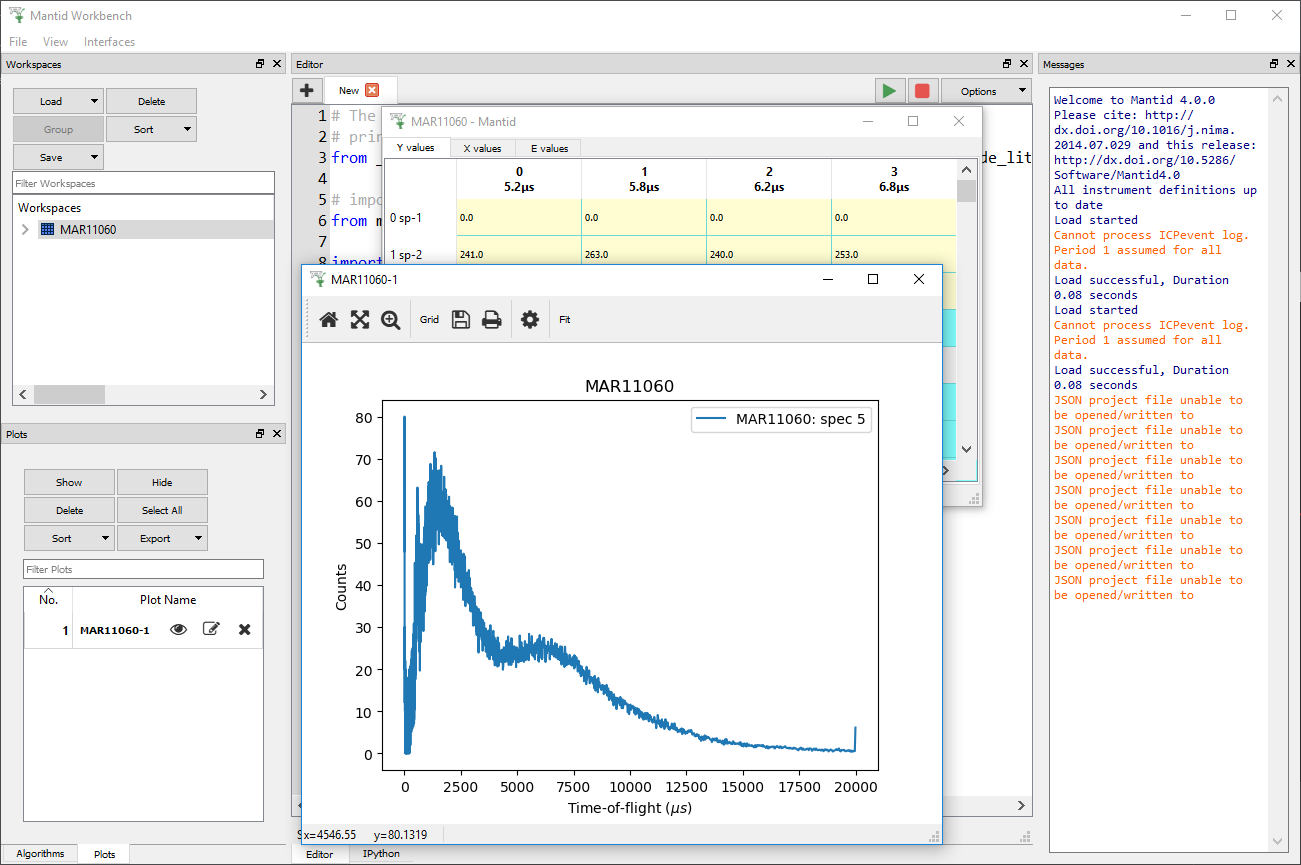 Mantid Workbench
File View Interfaces
Workspaces
Load Delete
Group Sort
Save
Filter Workspaces
Workspaces
MAR11060
Plots
Show Hide
Delete Select All
Sort Export
Filter Plots
No. Plot Name
1 MAR11060-1
Algorithms Plots
Editor
New
Options
1 # The
2 # prin
3 from _ de_lit
4
5 # impo
6 from m
7
8 import
MAR11060 - Mantid
Y values X values E values
0 1 2 3
5.2µs 5.8µs 6.2µs 6.8µs
0 sp-1 0.0 0.0 0.0 0.0
1 sp-2 241.0 263.0 240.0 253.0
MAR11060-1
Grid Fit
MAR11060
MAR11060: spec 5
80
70
60
50
40
30
20
10
0
Counts
0 2500 5000 7500 10000 12500 15000 17500 20000
Time-of-flight (µs)
x=4546.55 y=80.1319
Editor IPython
Messages
Welcome to Mantid 4.0.0
Please cite: http://
dx.doi.org/10.1016/j.nima.
2014.07.029 and this release:
http://dx.doi.org/10.5286/
Software/Mantid4.0
All instrument definitions up
to date
Load started
Cannot process ICPevent log.
Period 1 assumed for all
data.
Load successful, Duration
0.08 seconds
Load started
Cannot process ICPevent log.
Period 1 assumed for all
data.
Load successful, Duration
0.08 seconds
JSON project file unable to
be opened/written to
JSON project file unable to
be opened/written to
JSON project file unable to
be opened/written to
JSON project file unable to
be opened/written to
JSON project file unable to
be opened/written to
JSON project file unable to
be opened/written to
JSON project file unable to
be opened/written to